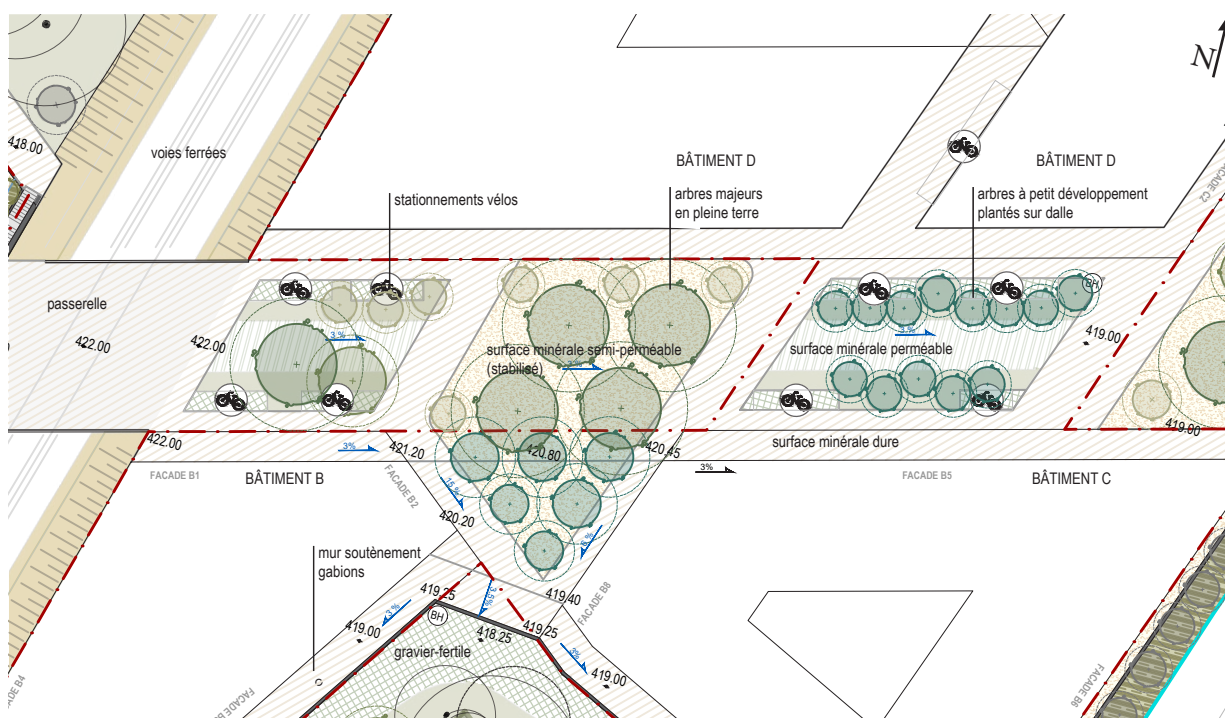 N
418.00
voies ferrées
BÂTIMENT D
BÂTIMENT D
stationnements vélos
arbres majeurs
en pleine terre
arbres à petit développement
plantés sur dalle
FACADE C2
passerelle
422.00
422.00
3 %
BH
surface minérale semi-perméable
(stabilisé)
surface minérale perméable
419.00
419.00
422.00
3%
421.20
420.80
420.45
3%
surface minérale dure
FACADE B1
BÂTIMENT B
FACADE B2
15 %
420.20
FACADE B5
BÂTIMENT C
mur soutènement
gabions
419.25
3.5%
419.40
FACADE B8
3 %
BH
419.00
418.25
419.25
3%
419.00
gravier-fertile
FACADE B4
FACADE B6